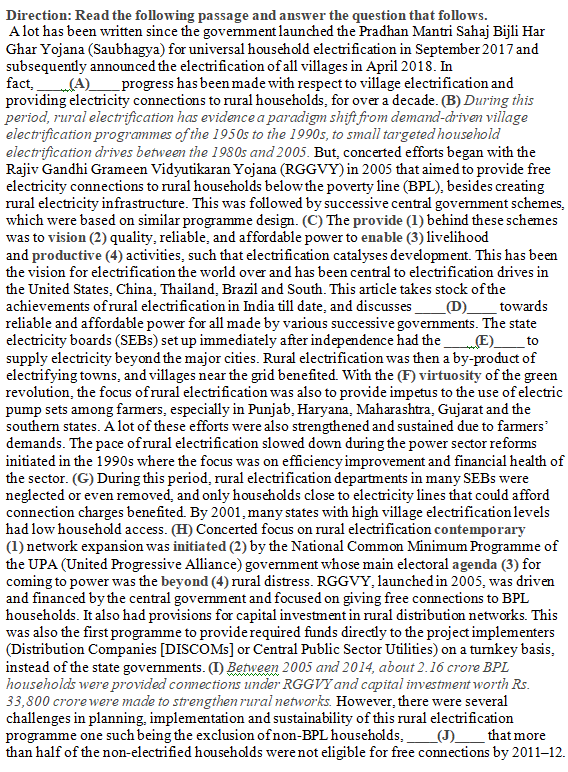 Direction: Read the following passage and answer the question that follows.
A lot has been written since the government launched the Pradhan Mantri Sahaj Bijli Har
Ghar Yojana (Saubhagya) for universal household electrification in September 2017 and
subsequently announced the electrification of all villages in April 2018. In
fact, _____(A)_____ progress has been made with respect to village electrification and
providing electricity connections to rural households, for over a decade. (B) During this
period, rural electrification has evidence a paradigm shift from demand-driven village
electrification programmes of the 1950s to the 1990s, to small targeted household
electrification drives between the 1980s and 2005. But, concerted efforts began with the
Rajiv Gandhi Grameen Vidyutikaran Yojana (RGGVY) in 2005 that aimed to provide free
electricity connections to rural households below the poverty line (BPL), besides creating
rural electricity infrastructure. This was followed by successive central government schemes,
which were based on similar programme design. (C) The provide (1) behind these schemes
was to vision (2) quality, reliable, and affordable power to enable (3) livelihood
and productive (4) activities, such that electrification catalyses development. This has been
the vision for electrification the world over and has been central to electrification drives in
the United States, China, Thailand, Brazil and South. This article takes stock of the
achievements of rural electrification in India till date, and discusses _____(D)_____ towards
reliable and affordable power for all made by various successive governments. The state
electricity boards (SEBs) set up immediately after independence had the _____(E)_____ to
supply electricity beyond the major cities. Rural electrification was then a by-product of
electrifying towns, and villages near the grid benefited. With the (F) virtuosity of the green
revolution, the focus of rural electrification was also to provide impetus to the use of electric
pump sets among farmers, especially in Punjab, Haryana, Maharashtra, Gujarat and the
southern states. A lot of these efforts were also strengthened and sustained due to farmers'
demands. The pace of rural electrification slowed down during the power sector reforms
initiated in the 1990s where the focus was on efficiency improvement and financial health of
the sector. (G) During this period, rural electrification departments in many SEBs were
neglected or even removed, and only households close to electricity lines that could afford
connection charges benefited. By 2001, many states with high village electrification levels
had low household access. (H) Concerted focus on rural electrification contemporary
(1) network expansion was initiated (2) by the National Common Minimum Programme of
the UPA (United Progressive Alliance) government whose main electoral agenda (3) for
coming to power was the beyond (4) rural distress. RGGVY, launched in 2005, was driven
and financed by the central government and focused on giving free connections to BPL
households. It also had provisions for capital investment in rural distribution networks. This
was also the first programme to provide required funds directly to the project implementers
(Distribution Companies [DISCOMs] or Central Public Sector Utilities) on a turnkey basis,
instead of the state governments. (I) Between 2005 and 2014, about 2.16 crore BPL
households were provided connections under RGGVY and capital investment worth Rs.
33,800 crore were made to strengthen rural networks. However, there were several
challenges in planning, implementation and sustainability of this rural electrification
programme one such being the exclusion of non-BPL households, _____(J)_____ that more
than half of the non-electrified households were not eligible for free connections by 2011–12.